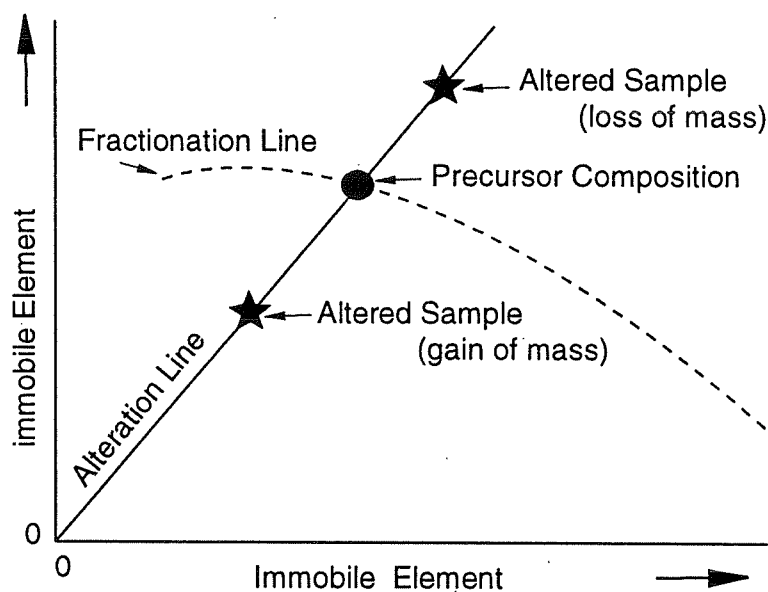 Altered Sample
(loss of mass)
Fractionation Line
Precursor Composition
Altered Sample
(gain of mass)
Alteration Line
immobile Element
0
0
Immobile Element